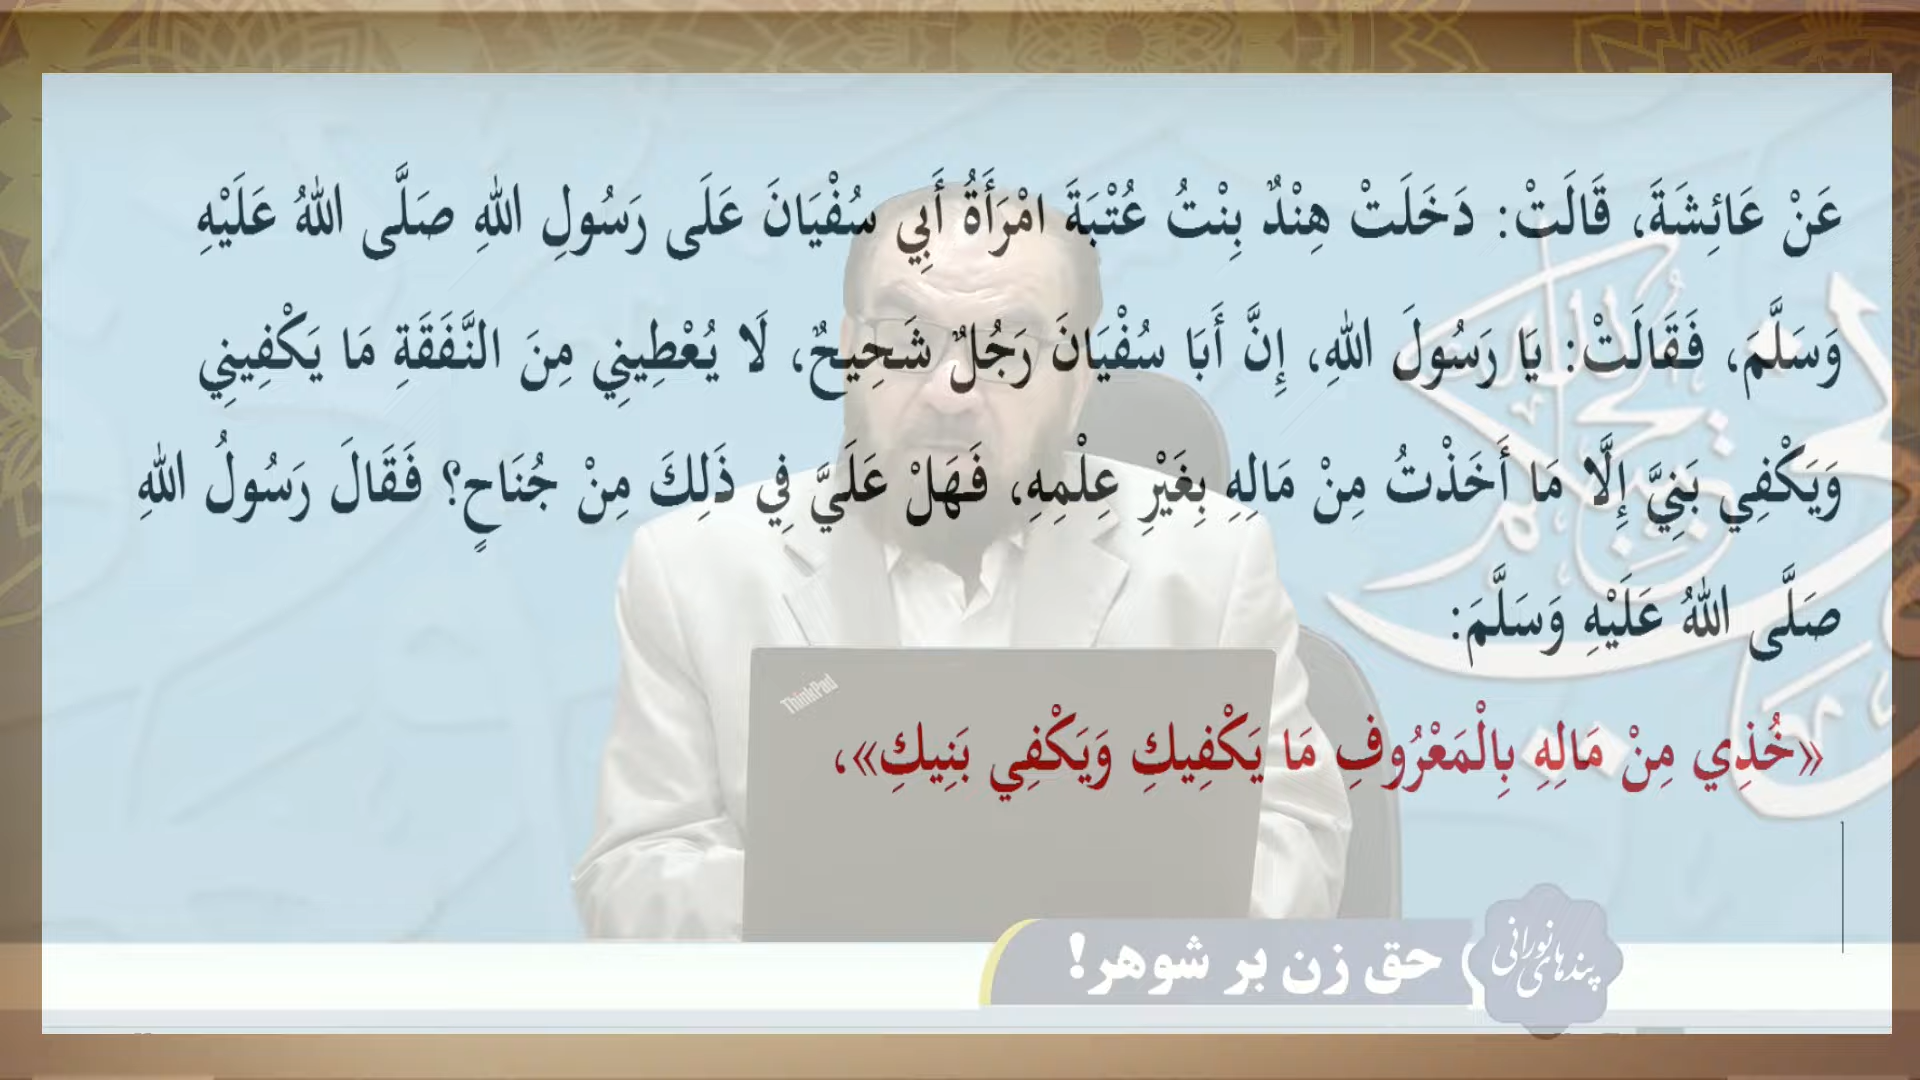 عَنْ عَائِشَةَ، قَالَتْ: دَخَلَتْ هِنْدٌ بِنْتُ عُتْبَةَ امْرَأَةُ أَبِي سُفْيَانَ عَلَى رَسُولِ اللهِ صَلَّى اللهُ عَلَيْهِ
وَسَلَّمَ، فَقَالَتْ: يَا رَسُولَ اللهِ، إِنَّ أَبَا سُفْيَانَ رَجُلٌ شَحِيحٌ، لَا يُعْطِينِي مِنَ النَّفَقَةِ مَا يَكْفِينِي
وَيَكْفِي بَنِيَّ إِلَّا مَا أَخَذْتُ مِنْ مَالِهِ بِغَيْرِ عِلْمِهِ، فَهَلْ عَلَيَّ فِي ذَلِكَ مِنْ جُنَاحٍ؟ فَقَالَ رَسُولُ اللهِ
صَلَّى اللهُ عَلَيْهِ وَسَلَّمَ:
«خُذِي مِنْ مَالِهِ بِالْمَعْرُوفِ مَا يَكْفِيكِ وَيَكْفِي بَنِيكِ»،
ThinkPad
پندهای نورانی
حق زن بر شوهر!